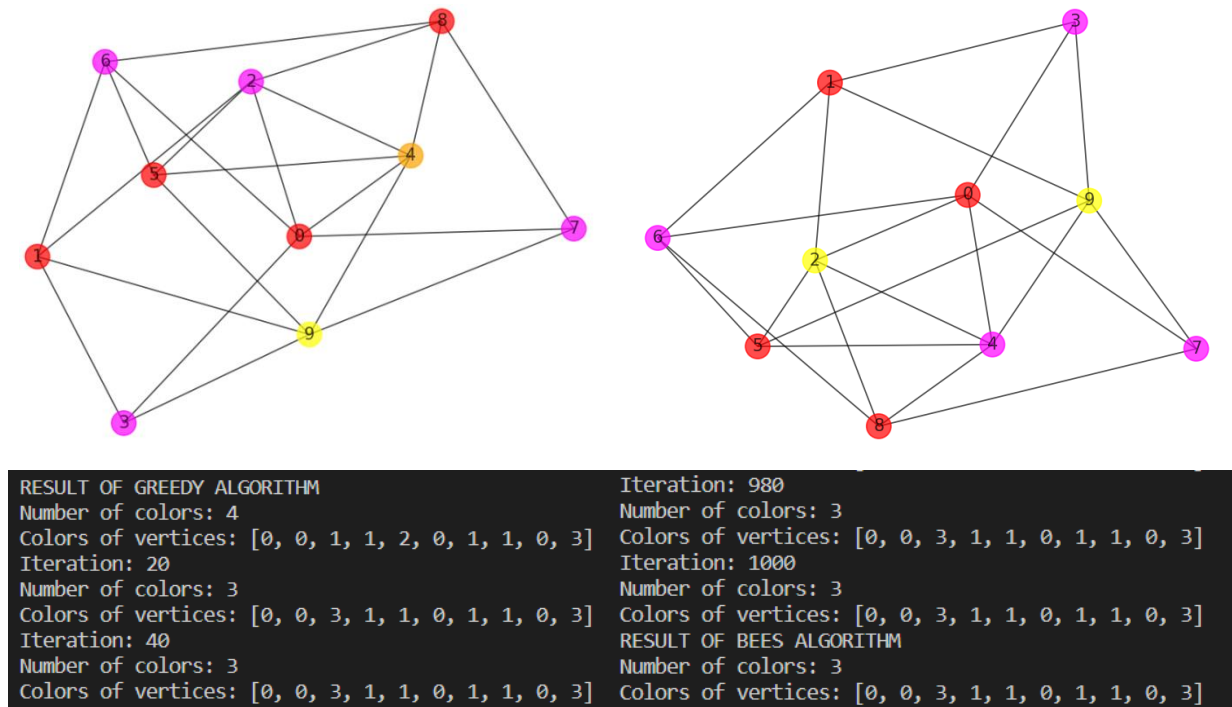 8
6
2
4
5
7
0
1
9
3
3
1
0
9
6
2
4
5
7
8
RESULT OF GREEDY ALGORITHM
Number of colors: 4
Colors of vertices: [0, 0, 1, 1, 2, 0, 1, 1, 0, 3]
Iteration: 20
Number of colors: 3
Colors of vertices: [0, 0, 3, 1, 1, 0, 1, 1, 0, 3]
Iteration: 40
Number of colors: 3
Colors of vertices: [0, 0, 3, 1, 1, 0, 1, 1, 0, 3]
Iteration: 980
Number of colors: 3
Colors of vertices: [0, 0, 3, 1, 1, 0, 1, 1, 0, 3]
Iteration: 1000
Number of colors: 3
Colors of vertices: [0, 0, 3, 1, 1, 0, 1, 1, 0, 3]
RESULT OF BEES ALGORITHM
Number of colors: 3
Colors of vertices: [0, 0, 3, 1, 1, 0, 1, 1, 0, 3]